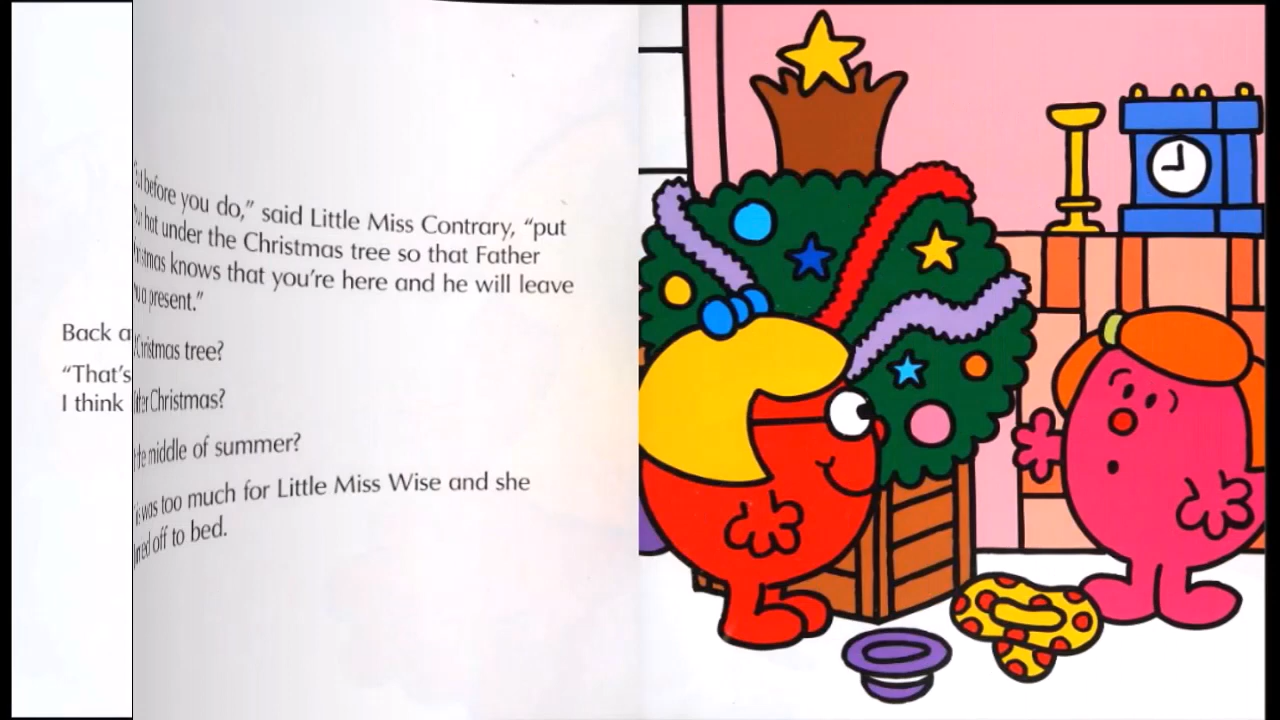 Back a
"That's
I think
before you do," said Little Miss Contrary, "put
hat under the Christmas tree so that Father
knows that you're here and he will leave
a present."
tree?
Christmas?
middle of summer?
was too much for Little Miss Wise and she
off to bed.